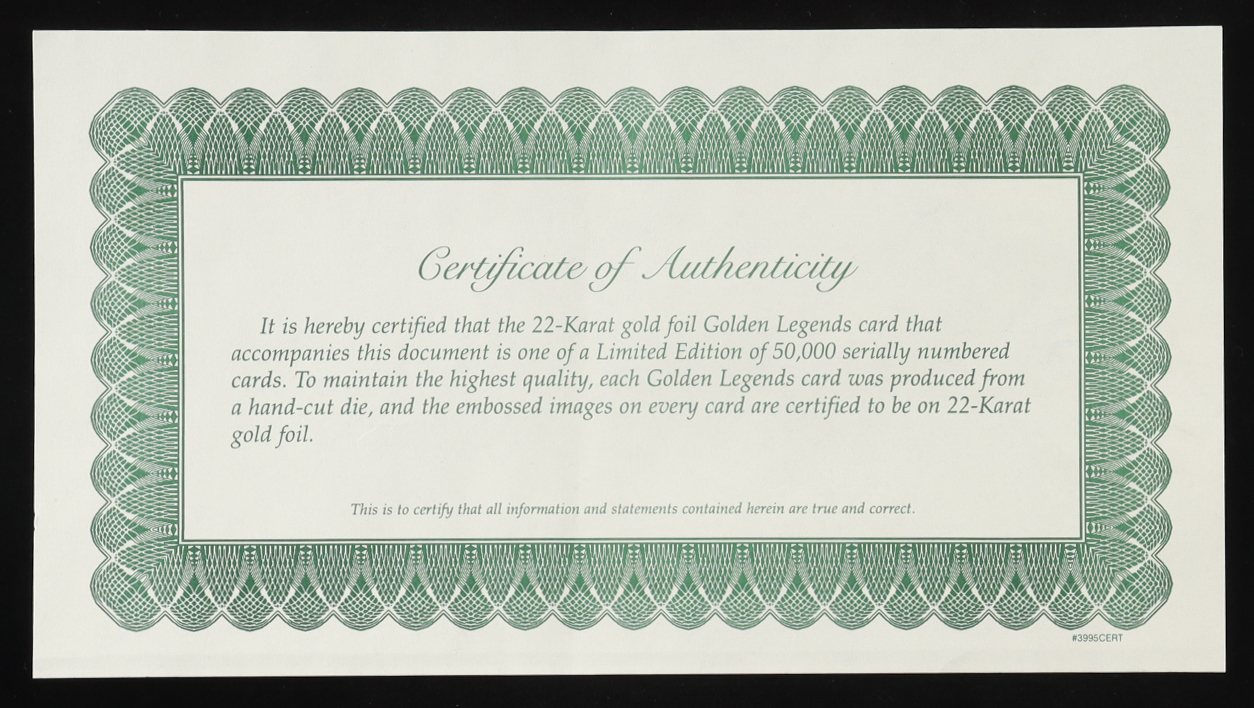 Certificate of Authenticity
It is hereby certified that the 22-Karat gold foil Golden Legends card that
accompanies this document is one of a Limited Edition of 50,000 serially numbered
cards. To maintain the highest quality, each Golden Legends card was produced from
a hand-cut die, and the embossed images on every card are certified to be on 22-Karat
gold foil.
This is to certify that all information and statements contained herein are true and correct.
#3995CERT